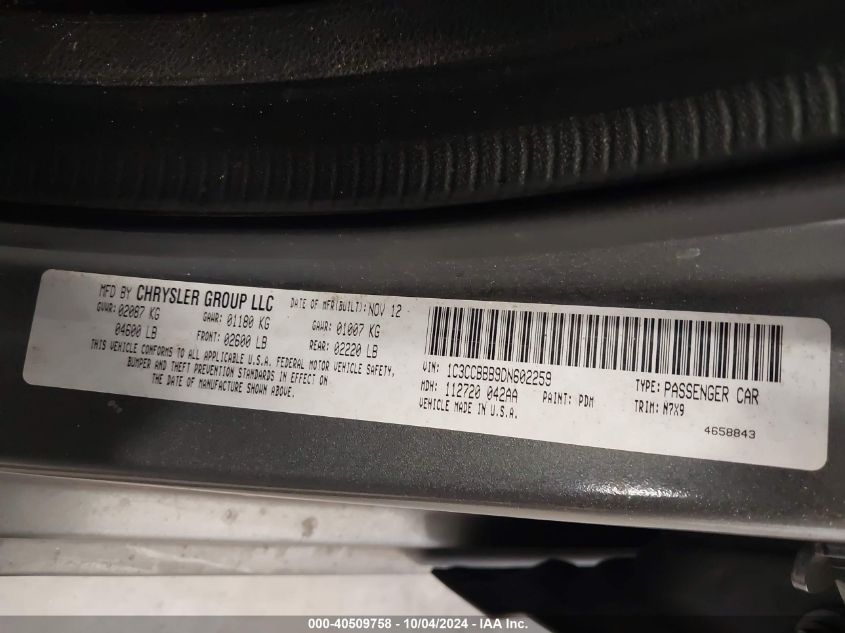 MFD BY CHRYSLER GROUP LLC DATE OF MFR(BUILT): NOV 12
GVWR: 02087 KG GAWR: 01180 KG GAWR: 01007 KG
04600 LB FRONT: 02600 LB REAR: 02220 LB
THIS VEHICLE CONFORMS TO ALL APPLICABLE U.S.A. FEDERAL MOTOR VEHICLE SAFETY,
BUMPER AND THEFT PREVENTION STANDARDS IN EFFECT ON
THE DATE OF MANUFACTURE SHOWN ABOVE.
VIN: 1C3CCBBB9DN602259 TYPE: PASSENGER CAR
MDH: 112720 042AA PAINT: PDM TRIM: N7X9
VEHICLE MADE IN U.S.A. 4658843
000-40509758 - 10/04/2024 - IAA Inc.